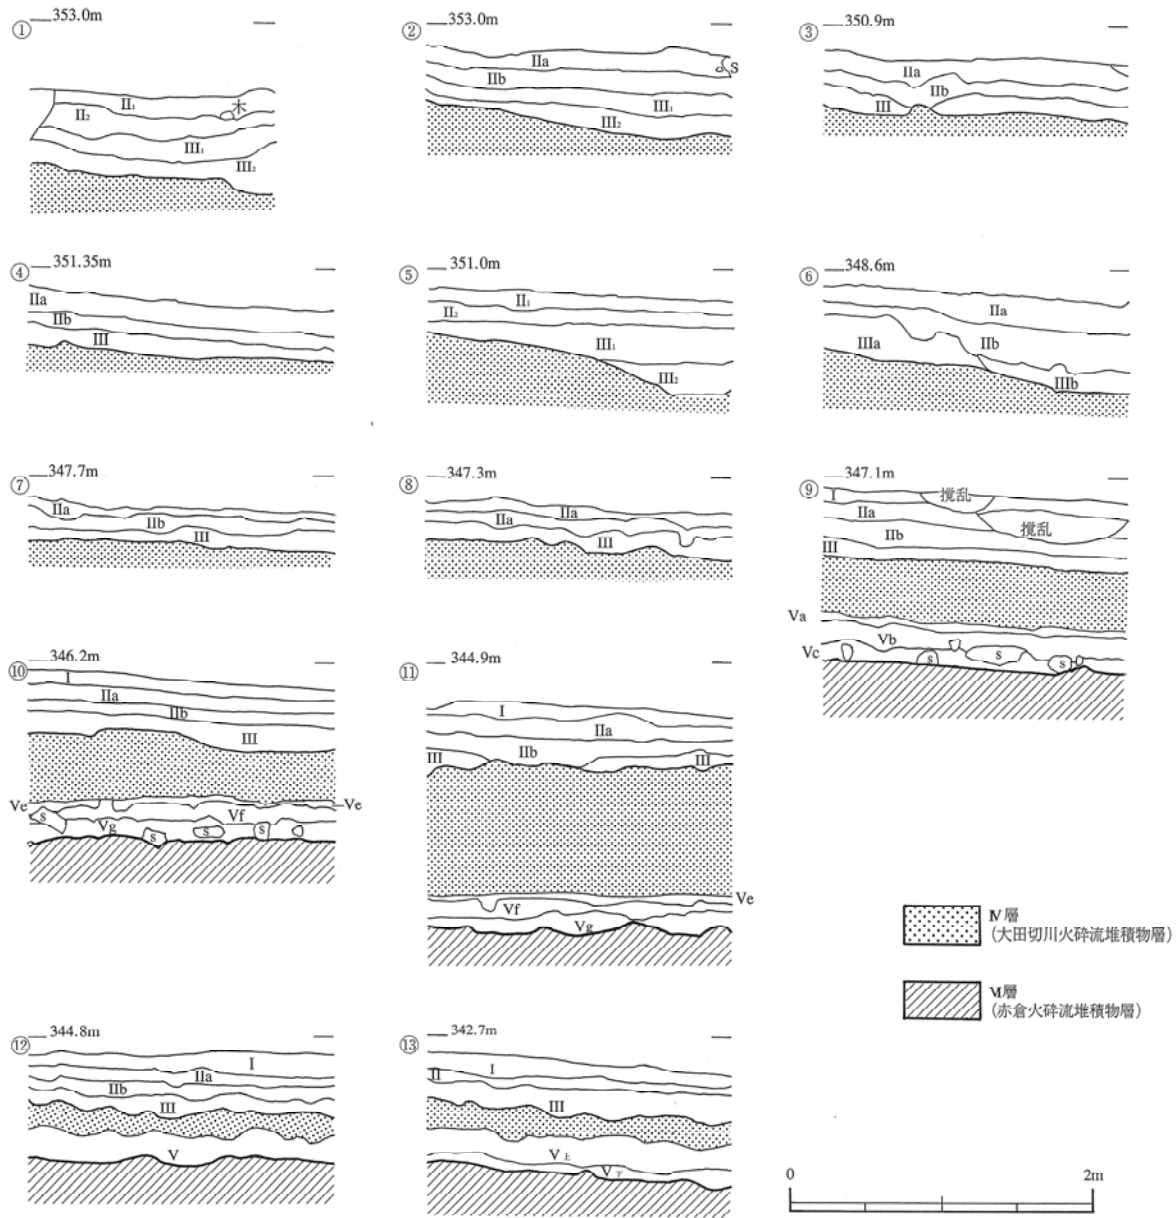 ① 353.0m
II₁
木
II₂
III₁
III₂
② 353.0m
IIa
S
IIb
III₁
III₂
③ 350.9m
IIa
IIb
III
④ 351.35m
IIa
IIb
III
⑤ 351.0m
II₁
II₂
III₁
III₂
⑥ 348.6m
IIa
IIb
IIIa
IIIb
⑦ 347.7m
IIa
IIb
III
⑧ 347.3m
IIa
IIa
III
⑨ 347.1m
I
攪乱
IIa
攪乱
IIb
III
Va
Vb
Vc
S
S
S
⑩ 346.2m
I
IIa
IIb
III
Ve
Ve
S
Vf
Vg
S
S
S
⑪ 344.9m
I
IIa
IIb
III
III
Ve
Vf
Vg
Ⅳ層
(大田切川火砕流堆積物層)
Ⅵ層
(赤倉火砕流堆積物層)
⑫ 344.8m
I
IIa
IIb
III
V
⑬ 342.7m
I
II
III
V上
V下
0 2m